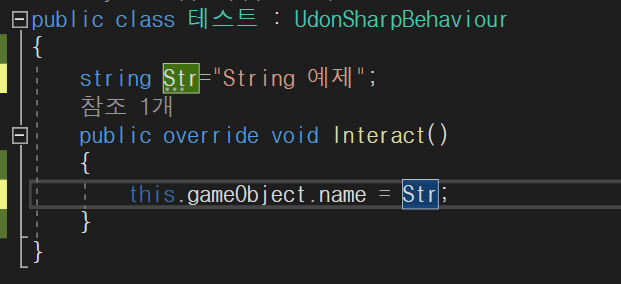 public class 테스트 : UdonSharpBehaviour
{
string Str="String 예제";
참조 1개
public override void Interact()
{
this.gameObject.name = Str;
}
}